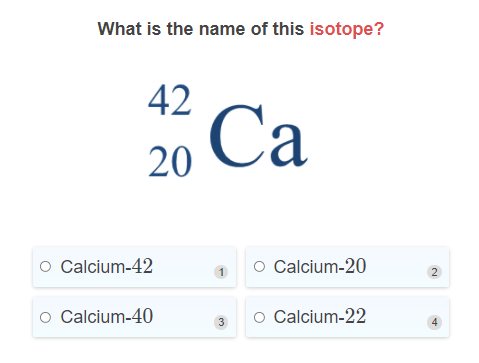 What is the name of this isotope?
42
20 Ca
Calcium-42 1
Calcium-20 2
Calcium-40 3
Calcium-22 4